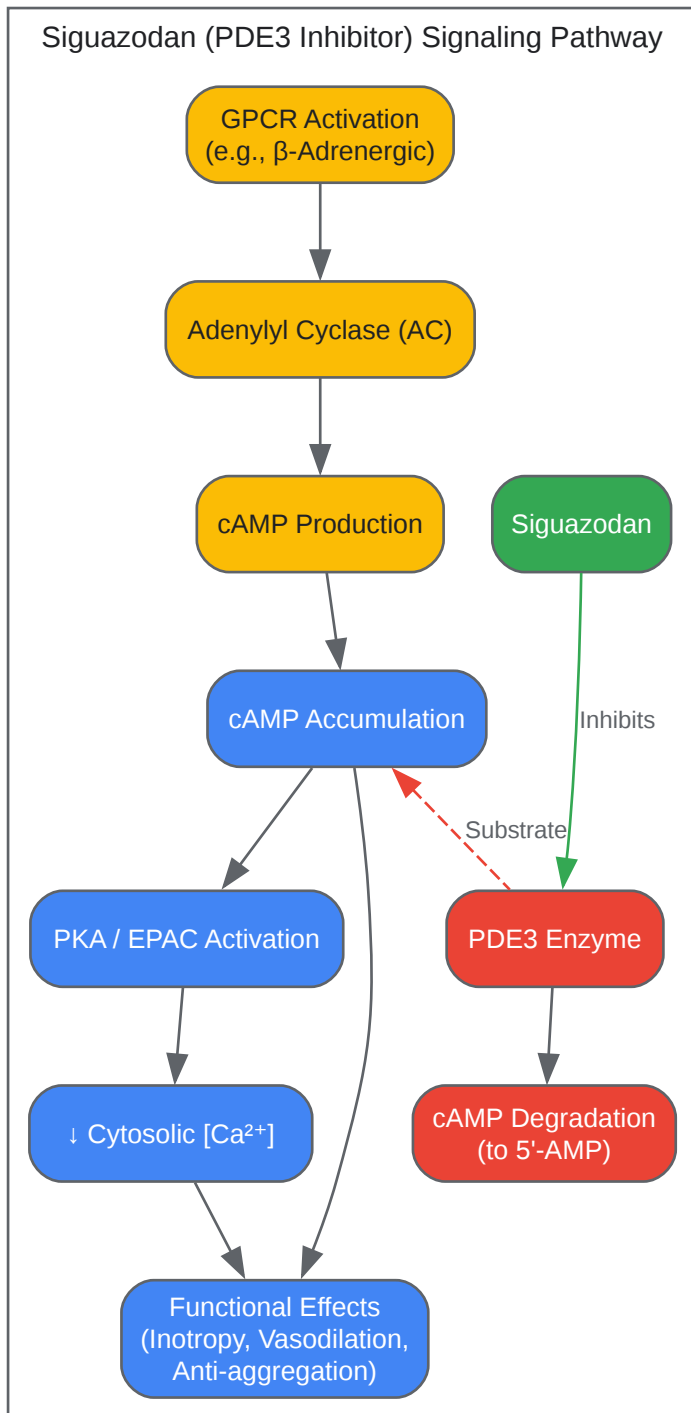 Siguazodan (PDE3 Inhibitor) Signaling Pathway
GPCR Activation
(e.g., β-Adrenergic)
Adenylyl Cyclase (AC)
cAMP Production
Siguazodan
cAMP Accumulation
Inhibits
Substrate
PKA / EPAC Activation
PDE3 Enzyme
↓ Cytosolic [Ca²⁺]
cAMP Degradation
(to 5'-AMP)
Functional Effects
(Inotropy, Vasodilation,
Anti-aggregation)